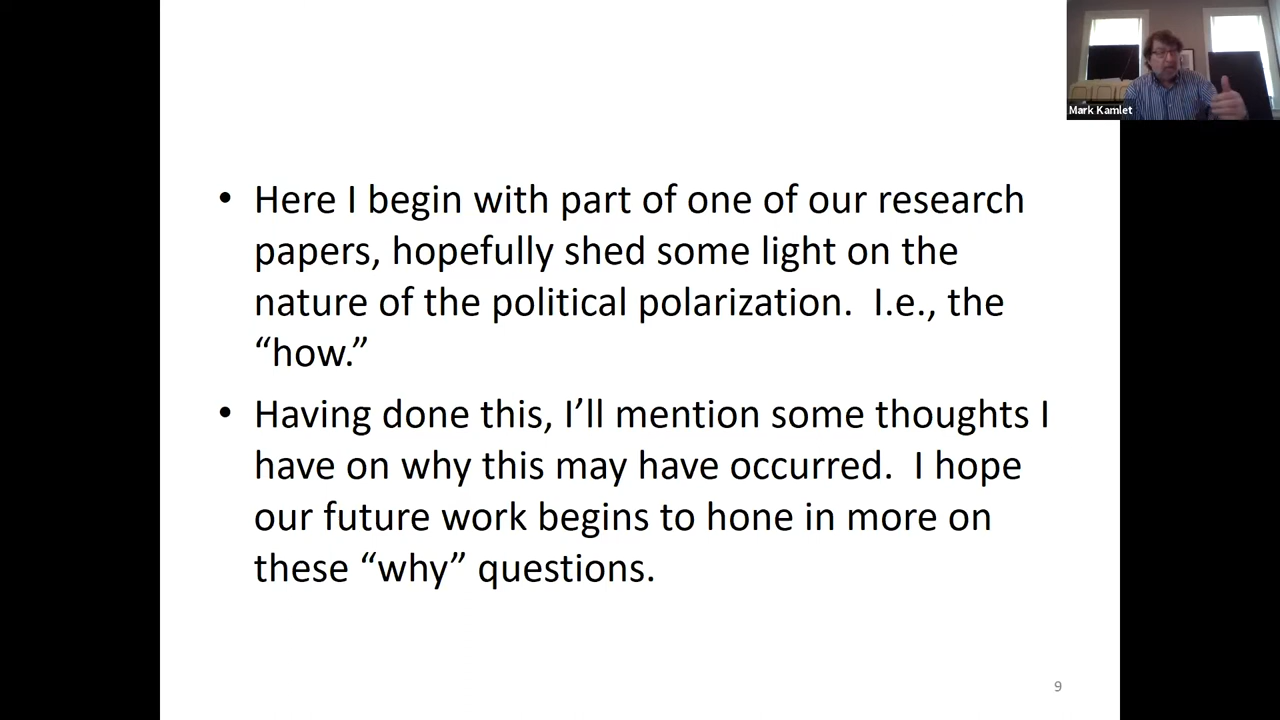 Mark Kamlet
• Here I begin with part of one of our research
papers, hopefully shed some light on the
nature of the political polarization.  I.e., the
“how.”
• Having done this, I’ll mention some thoughts I
have on why this may have occurred.  I hope
our future work begins to hone in more on
these “why” questions.
9